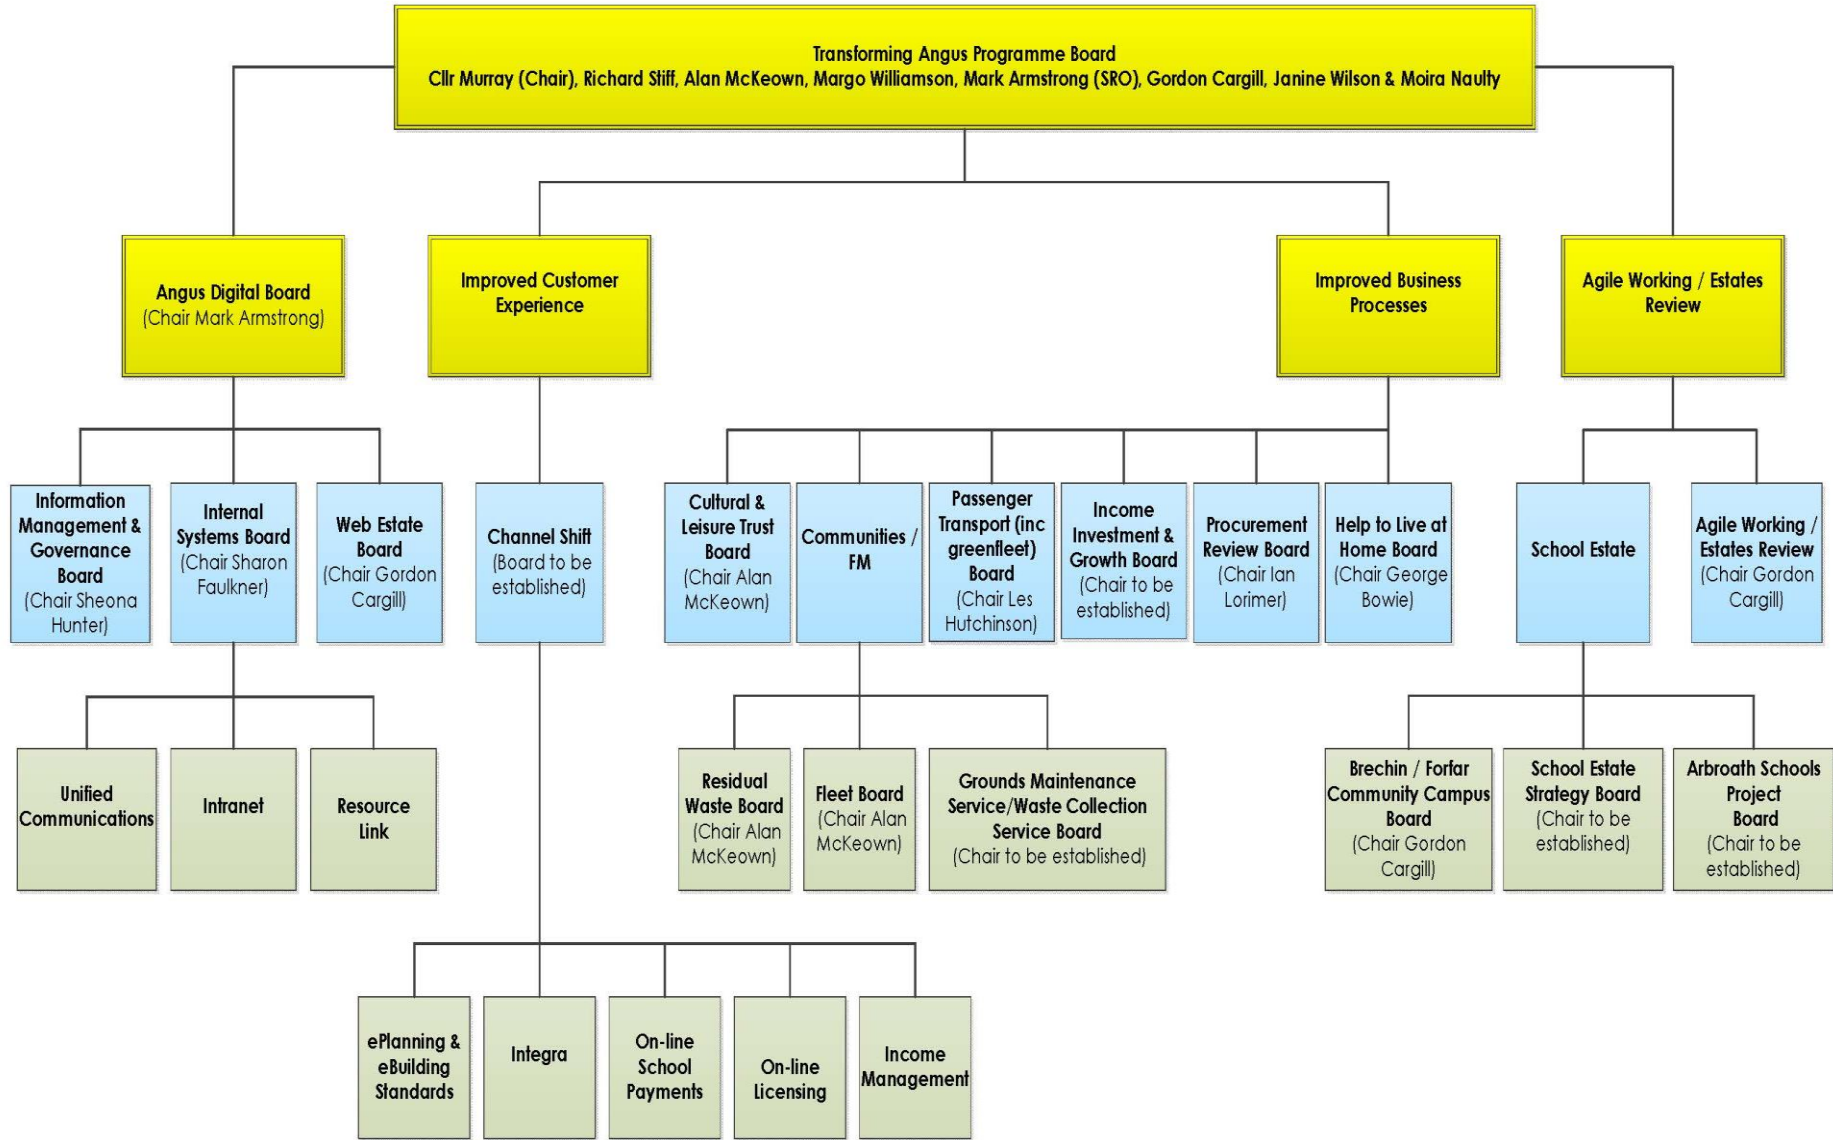 Transforming Angus Programme Board
Cllr Murray (Chair), Richard Stiff, Alan McKeown, Margo Williamson, Mark Armstrong (SRO), Gordon Cargill, Janine Wilson & Moira Naulty
Angus Digital Board
(Chair Mark Armstrong)
Improved Customer
Experience
Improved Business
Processes
Agile Working / Estates
Review
Information
Management &
Governance
Board
(Chair Sheona
Hunter)
Internal
Systems Board
(Chair Sharon
Faulkner)
Web Estate
Board
(Chair Gordon
Cargill)
Channel Shift
(Board to be
established)
Cultural &
Leisure Trust
Board
(Chair Alan
McKeown)
Communities /
FM
Passenger
Transport (inc
greenfleet)
Board
(Chair Les
Hutchinson)
Income
Investment &
Growth Board
(Chair to be
established)
Procurement
Review Board
(Chair Ian
Lorimer)
Help to Live at
Home Board
(Chair George
Bowie)
School Estate
Agile Working /
Estates Review
(Chair Gordon
Cargill)
Unified
Communications
Intranet
Resource
Link
Residual
Waste Board
(Chair Alan
McKeown)
Fleet Board
(Chair Alan
McKeown)
Grounds Maintenance
Service/Waste Collection
Service Board
(Chair to be established)
Brechin / Forfar
Community Campus
Board
(Chair Gordon
Cargill)
School Estate
Strategy Board
(Chair to be
established)
Arbroath Schools
Project
Board
(Chair to be
established)
ePlanning &
eBuilding
Standards
Integra
On-line
School
Payments
On-line
Licensing
Income
Management